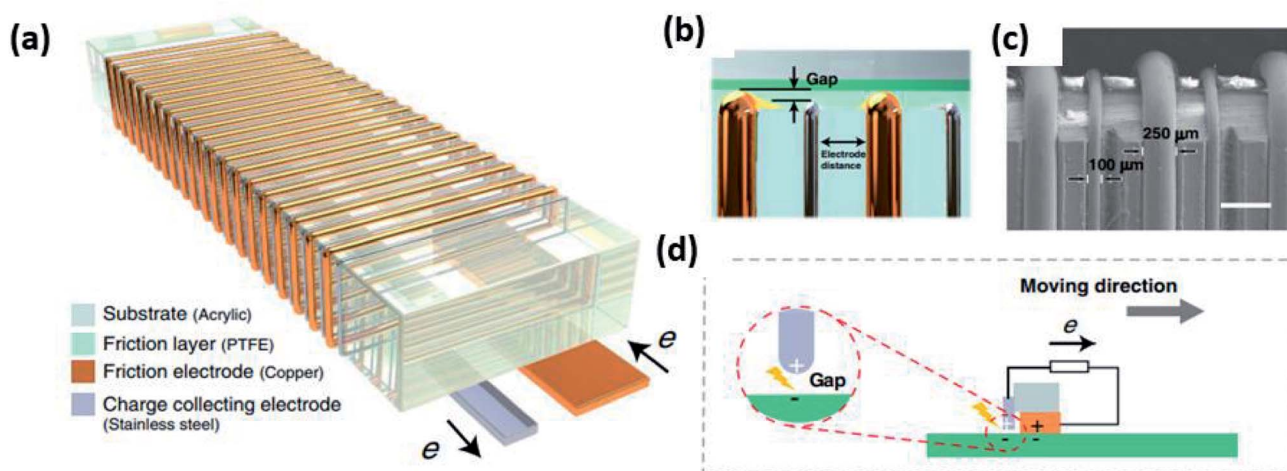 (a)
Substrate (Acrylic)
Friction layer (PTFE)
Friction electrode (Copper)
Charge collecting electrode
(Stainless steel)
e
e
(b)
Gap
Electrode
distance
(c)
250 μm
100 μm
(d)
Moving direction
e
Gap
+
-
+
- -